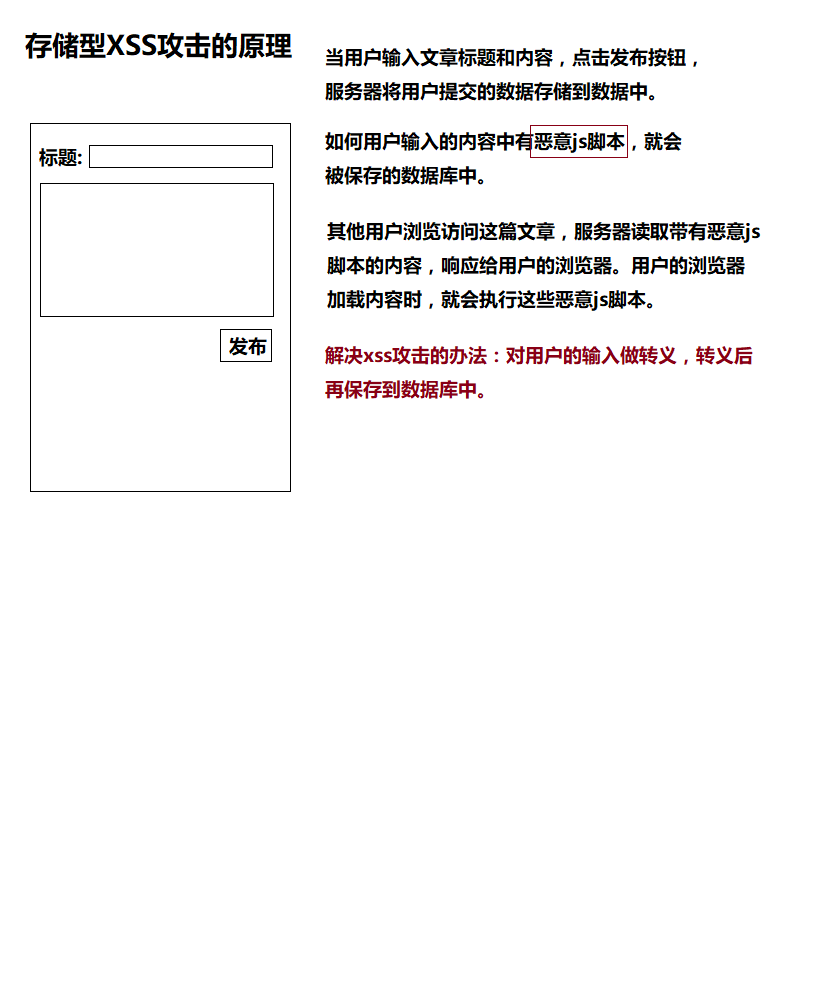 存储型XSS攻击的原理
标题:
发布
当用户输入文章标题和内容，点击发布按钮，
服务器将用户提交的数据存储到数据中。
如何用户输入的内容中有恶意js脚本，就会
被保存的数据库中。
其他用户浏览访问这篇文章，服务器读取带有恶意js
脚本的内容，响应给用户的浏览器。用户的浏览器
加载内容时，就会执行这些恶意js脚本。
解决xss攻击的办法：对用户的输入做转义，转义后
再保存到数据库中。